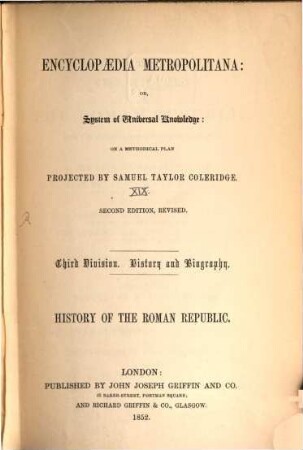 ENCYCLOPÆDIA METROPOLITANA:
OR,
System of Universal Knowledge:
ON A METHODICAL PLAN
PROJECTED BY SAMUEL TAYLOR COLERIDGE.
XIX.
SECOND EDITION, REVISED.
Third Division. History and Biography.
HISTORY OF THE ROMAN REPUBLIC.
LONDON:
PUBLISHED BY JOHN JOSEPH GRIFFIN AND CO.
53 BAKER-STREET, PORTMAN SQUARE;
AND RICHARD GRIFFIN & CO., GLASGOW.
1852.